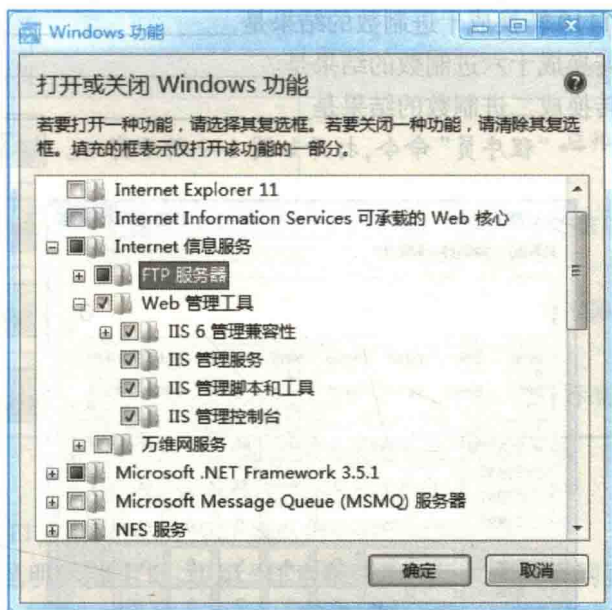 Windows 功能
打开或关闭 Windows 功能
若要打开一种功能，请选择其复选框。若要关闭一种功能，请清除其复选
框。填充的框表示仅打开该功能的一部分。
Internet Explorer 11
Internet Information Services 可承载的 Web 核心
Internet 信息服务
FTP 服务器
Web 管理工具
IIS 6 管理兼容性
IIS 管理服务
IIS 管理脚本和工具
IIS 管理控制台
万维网服务
Microsoft .NET Framework 3.5.1
Microsoft Message Queue (MSMQ) 服务器
NFS 服务
确定
取消